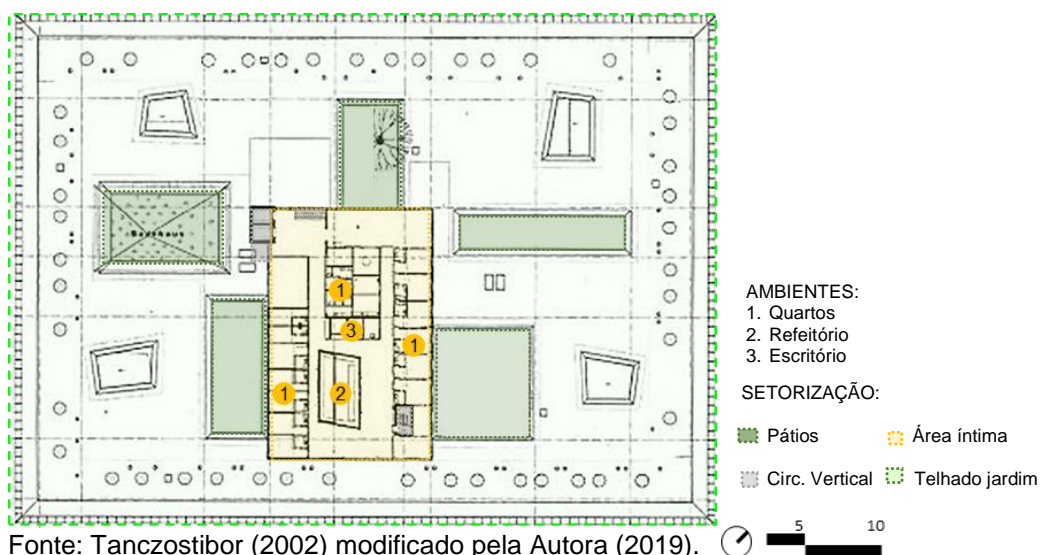 1
3
1
1
2
AMBIENTES:
1. Quartos
2. Refeitório
3. Escritório
SETORIZAÇÃO:
Pátios
Área íntima
Circ. Vertical
Telhado jardim
5
10
Fonte: Tanczostibor (2002) modificado pela Autora (2019).